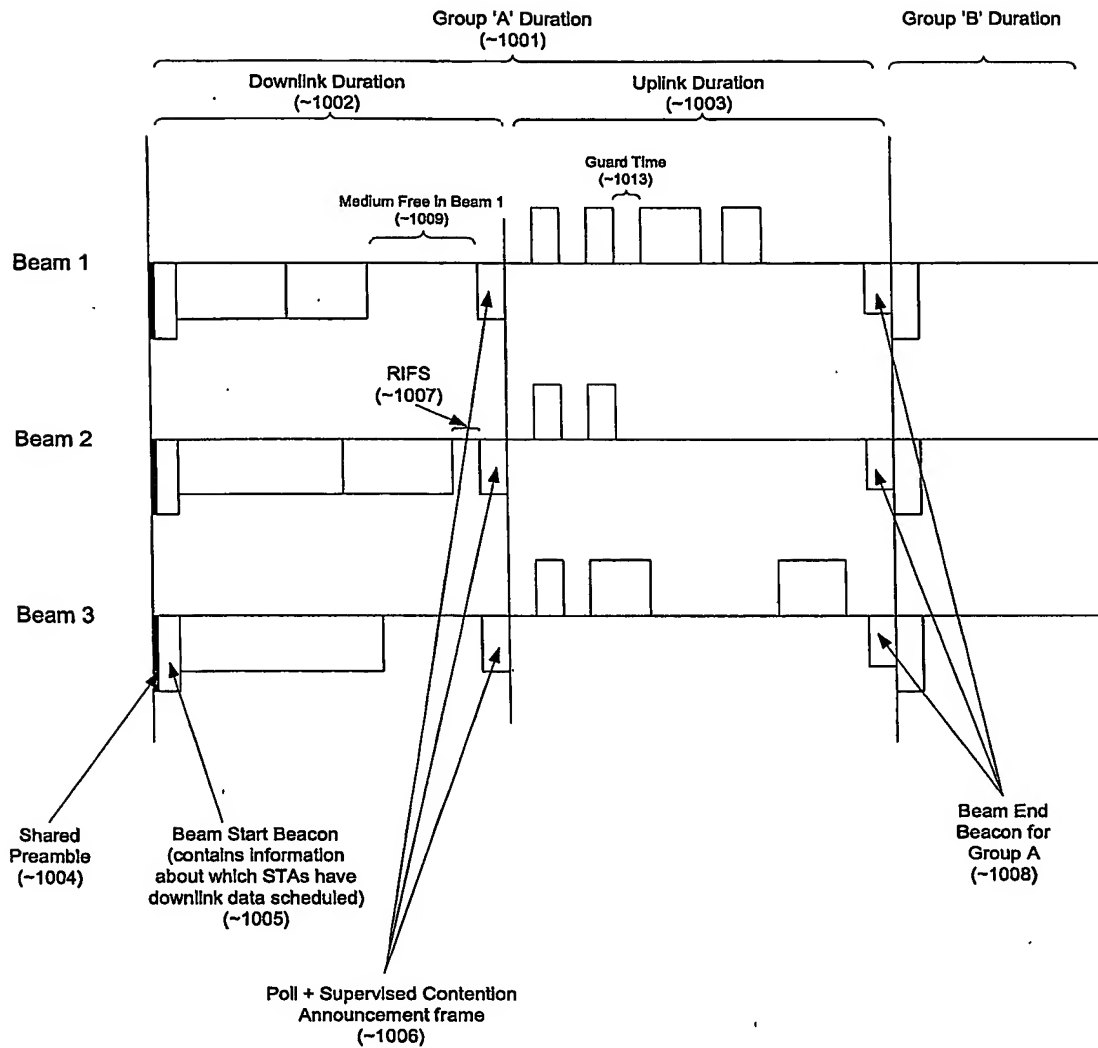 Group 'A' Duration
(~1001)
Group 'B' Duration
Downlink Duration
(~1002)
Uplink Duration
(~1003)
Guard Time
(~1013)
Medium Free in Beam 1
(~1009)
Beam 1
RIFS
(~1007)
Beam 2
Beam 3
Shared
Preamble
(~1004)
Beam Start Beacon
(contains information
about which STAs have
downlink data scheduled)
(~1005)
Beam End
Beacon for
Group A
(~1008)
Poll + Supervised Contention
Announcement frame
(~1006)